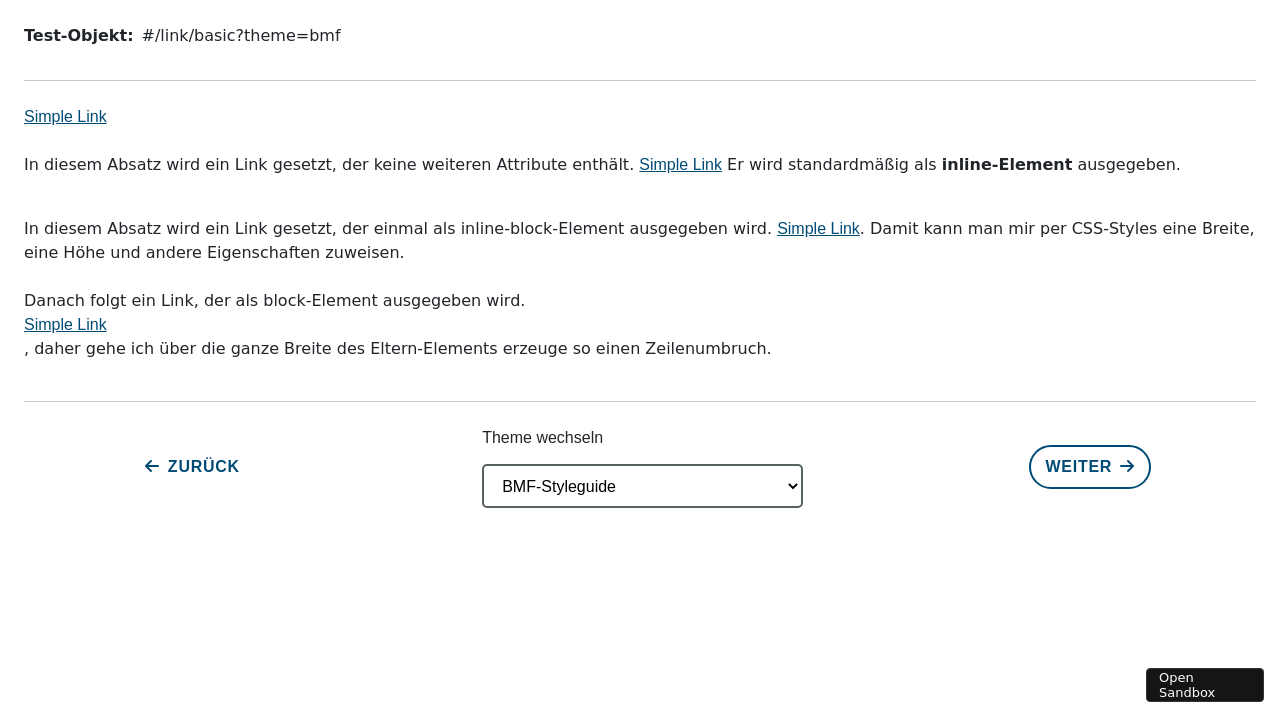 Test-Objekt: #/link/basic?theme=bmf
Simple Link
In diesem Absatz wird ein Link gesetzt, der keine weiteren Attribute enthält. Simple Link Er wird standardmäßig als inline-Element ausgegeben.
In diesem Absatz wird ein Link gesetzt, der einmal als inline-block-Element ausgegeben wird. Simple Link. Damit kann man mir per CSS-Styles eine Breite,
eine Höhe und andere Eigenschaften zuweisen.
Danach folgt ein Link, der als block-Element ausgegeben wird.
Simple Link
, daher gehe ich über die ganze Breite des Eltern-Elements erzeuge so einen Zeilenumbruch.
Theme wechseln
ZURÜCK
BMF-Styleguide
WEITER
Open
Sandbox